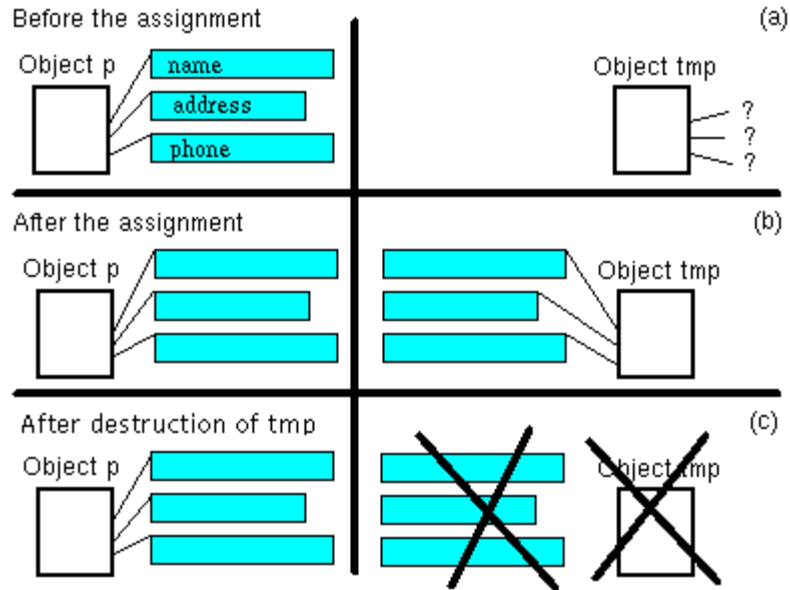 Before the assignment
(a)
Object p
name
address
phone
Object tmp
?
?
?
After the assignment
(b)
Object p
Object tmp
After destruction of tmp
(c)
Object p
Object tmp